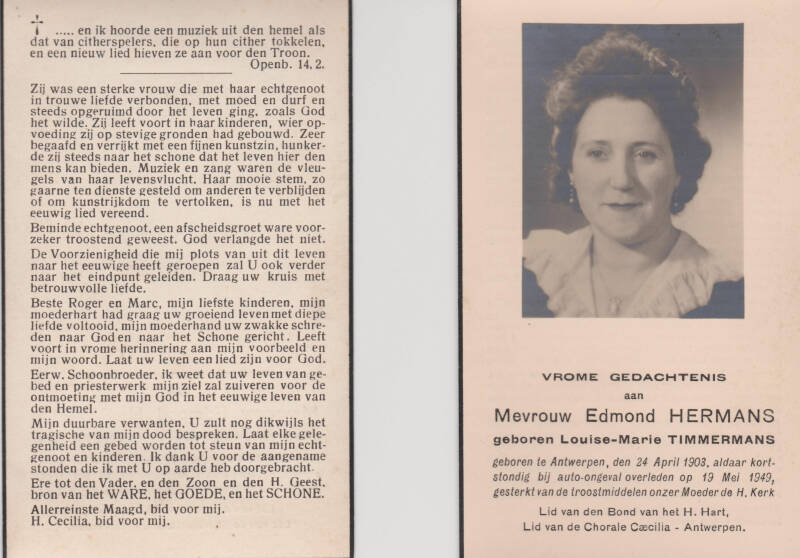 ..... en ik hoorde een muziek uit den hemel als
dat van citherspelers, die op hun cither tokkelen,
en een nieuw lied hieven ze aan voor den Troon.
Openb. 14, 2.
Zij was een sterke vrouw die met haar echtgenoot
in trouwe liefde verbonden, met moed en durf en
steeds opgeruimd door het leven ging, zoals God
het wilde. Zij leeft voort in haar kinderen, wier op-
voeding zij op stevige gronden had gebouwd. Zeer
begaafd en verrijkt met een fijnen kunstzin, hunker-
de zij steeds naar het schone dat het leven hier den
mens kan bieden. Muziek en zang waren de vleu-
gels van haar levensvlucht. Haar mooie stem, zo
gaarne ten dienste gesteld om anderen te verblijden
of om kunstrijkdom te vertolken, is nu met het
eeuwig lied vereend.
Beminde echtgenoot, een afscheidsgroet ware voor-
zeker troostend geweest. God verlangde het niet.
De Voorzienigheid die mij plots van uit dit leven
naar het eeuwige heeft geroepen zal U ook verder
naar het eindpunt geleiden. Draag uw kruis met
betrouwvolle liefde.
Beste Roger en Marc, mijn liefste kinderen, mijn
moederhart had graag uw groeiend leven met diepe
liefde voltooid, mijn moederhand uw zwakke schre-
den naar God en naar het Schone gericht. Leeft
voort in vrome herinnering aan mijn voorbeeld en
mijn woord. Laat uw leven een lied zijn voor God.
Eerw. Schoonbroeder, ik weet dat uw leven van ge-
bed en priesterwerk mijn ziel zal zuiveren voor de
ontmoeting met mijn God in het eeuwige leven van
den Hemel.
Mijn duurbare verwanten, U zult nog dikwijls het
tragische van mijn dood bespreken. Laat elke gele-
genheid een gebed worden tot steun van mijn echt-
genoot en kinderen. Ik dank U voor de aangename
stonden die ik met U op aarde heb doorgebracht.
Ere tot den Vader, en den Zoon en den H. Geest,
bron van het WARE, het GOEDE, en het SCHONE.
Allerreinste Maagd, bid voor mij.
H. Cecilia, bid voor mij.
VROME GEDACHTENIS
aan
Mevrouw Edmond HERMANS
geboren Louise-Marie TIMMERMANS
geboren te Antwerpen, den 24 April 1903, aldaar kort-
stondig bij auto-ongeval overleden op 19 Mei 1949,
gesterkt van de troostmiddelen onzer Moeder de H. Kerk
Lid van den Bond van het H. Hart,
Lid van de Chorale Cæcilia - Antwerpen.